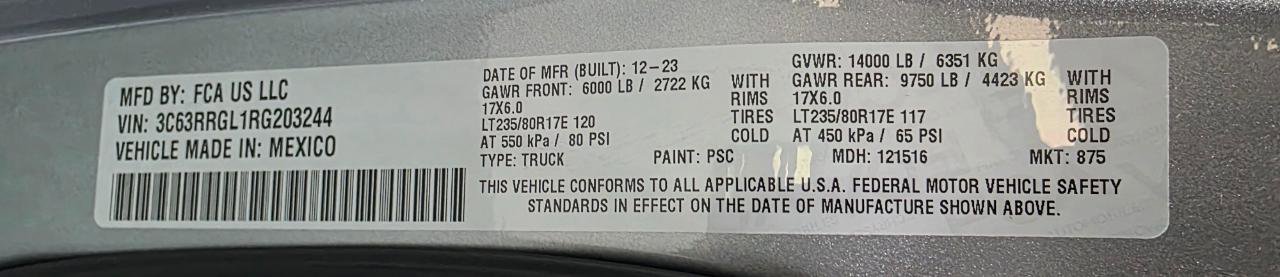 MFD BY: FCA US LLC
VIN: 3C63RRGL1RG203244
VEHICLE MADE IN: MEXICO
DATE OF MFR (BUILT): 12-23
GAWR FRONT: 6000 LB / 2722 KG WITH
17X6.0 RIMS
LT235/80R17E 120 TIRES
AT 550 kPa / 80 PSI COLD
GVWR: 14000 LB / 6351 KG
GAWR REAR: 9750 LB / 4423 KG WITH
17X6.0 RIMS
LT235/80R17E 117 TIRES
AT 450 kPa / 65 PSI COLD
TYPE: TRUCK PAINT: PSC MDH: 121516 MKT: 875
THIS VEHICLE CONFORMS TO ALL APPLICABLE U.S.A. FEDERAL MOTOR VEHICLE SAFETY
STANDARDS IN EFFECT ON THE DATE OF MANUFACTURE SHOWN ABOVE.